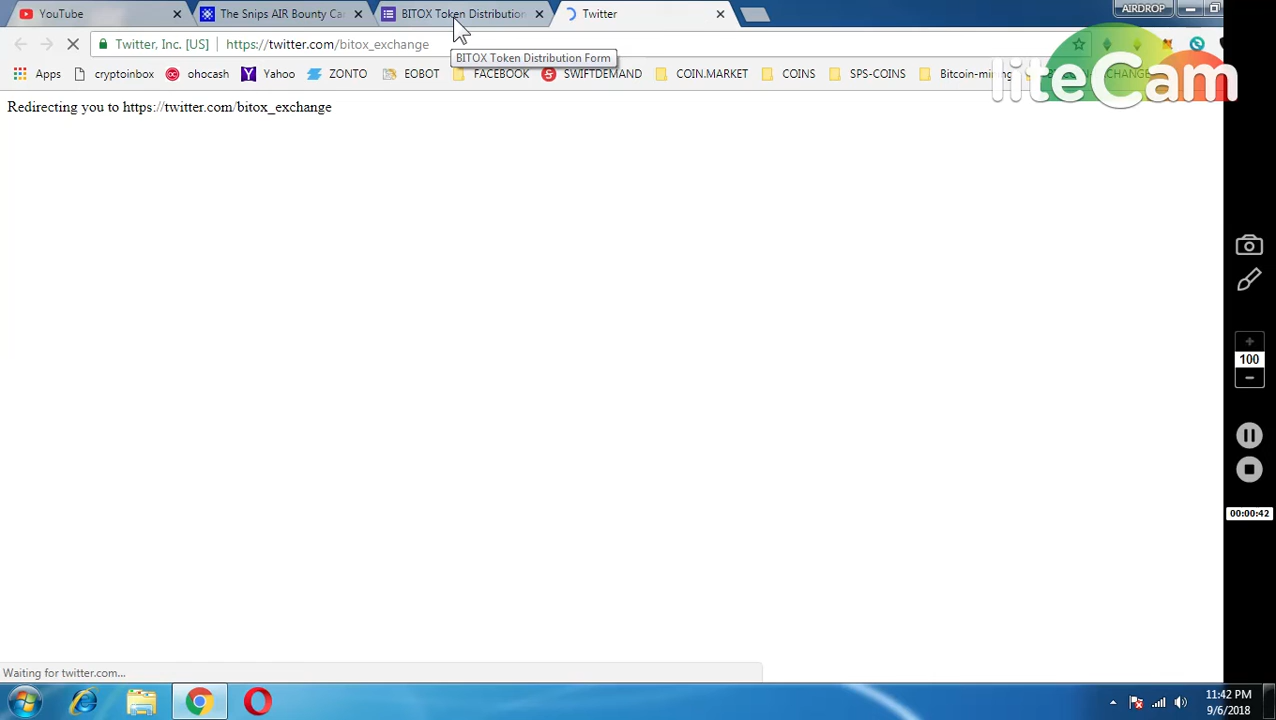 YouTube
The Snips AIR Bounty Ca
BITOX Token Distribution
Twitter
AIRDROP
Twitter, Inc. [US]
https://twitter.com/bitox_exchange
BITOX Token Distribution Form
Apps
cryptoinbox
ohocash
Yahoo
ZONTO
EOBOT
FACEBOOK
SWIFTDEMAND
COIN.MARKET
COINS
SPS-COINS
Bitcoin-mining
CHANGE
liteCam
Redirecting you to https://twitter.com/bitox_exchange
100
00:00:42
Waiting for twitter.com...
11:42 PM
9/6/2018